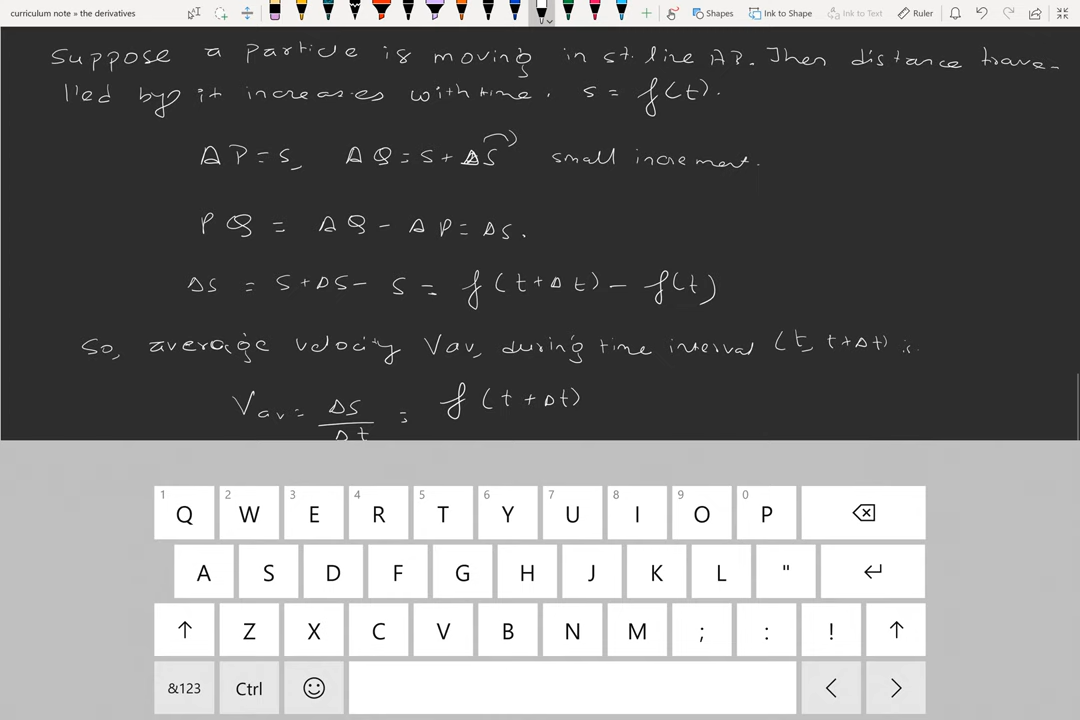 curriculum note » the derivatives
Shapes Ink to Shape Ink to Text Ruler
Suppose a particle is moving in st. line AP. Then distance trave-
lled by it increases with time. s = f(t).
AP = S, AQ = S + ΔS small increment.
PQ = AQ - AP = ΔS.
ΔS = S + ΔS - S = f(t + Δt) - f(t)
So, average velocity Vav, during time interval (t, t+Δt) is
Vav = ΔS/Δt = f(t + Δt)
1 2 3 4 5 6 7 8 9 0
Q W E R T Y U I O P
A S D F G H J K L "
Z X C V B N M ; : !
&123 Ctrl